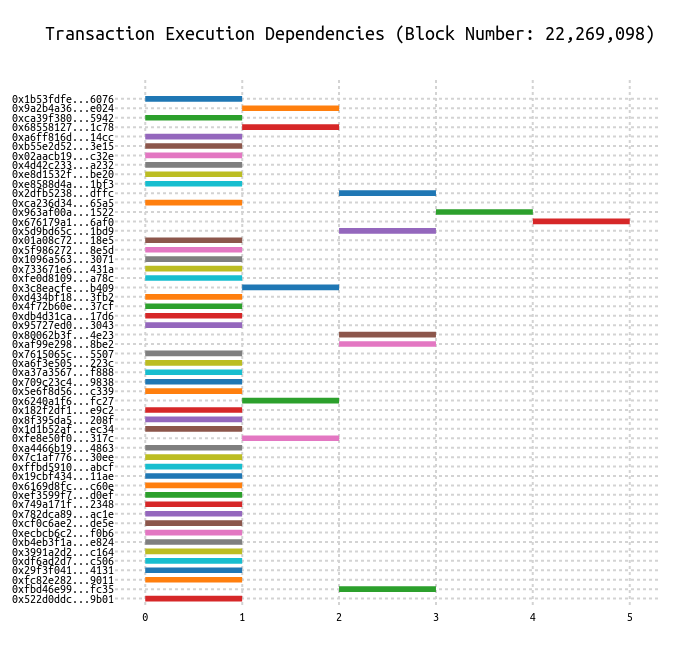 Transaction Execution Dependencies (Block Number: 22,269,098)
0x1b53fdfe...6076
0x9a2b4a36...e024
0xca39f380...5942
0x68558127...1c78
0xa6ff816d...14cc
0xb55e2d52...3e15
0x02aacb19...c32e
0x4d42c233...a232
0xe8d1532f...be20
0xe8588d4a...1bf3
0x2dfb5238...dffc
0xca236d34...65a5
0x963af00a...1522
0x676179a1...6af0
0x5d9bd65c...1bd9
0x01a08c72...18e5
0x5f986272...8e5d
0x1096a563...3071
0x733671e6...431a
0xfe0d8109...a78c
0x3c8eacfe...b409
0xd434bf18...3fb2
0x4f72b60e...37cf
0xdb4d31ca...17d6
0x95727ed0...3043
0x80062b3f...4e23
0xaf99e298...8be2
0x7615065c...5507
0xa6f3e505...223c
0xa37a3567...f888
0x709c23c4...9838
0x5e6f8d56...c339
0x6240a1f6...fc27
0x182f2df1...e9c2
0x8f395da5...208f
0x1d1b52af...ec34
0xfe8e50f0...317c
0xa4466b19...4863
0x7c1af776...30ee
0xffbd5910...abcf
0x19cbf434...11ae
0x6169d8fc...c60e
0xef3599f7...d0ef
0x749a171f...2348
0x782dca89...ac1e
0xcf0c6ae2...de5e
0xecbcb6c2...f0b6
0xb4eb3f1a...e824
0x3991a2d2...c164
0xdf6ad2d7...c506
0x29f3f041...4131
0xfc82e282...9011
0xfbd46e99...fc35
0x522d0ddc...9b01
0 1 2 3 4 5